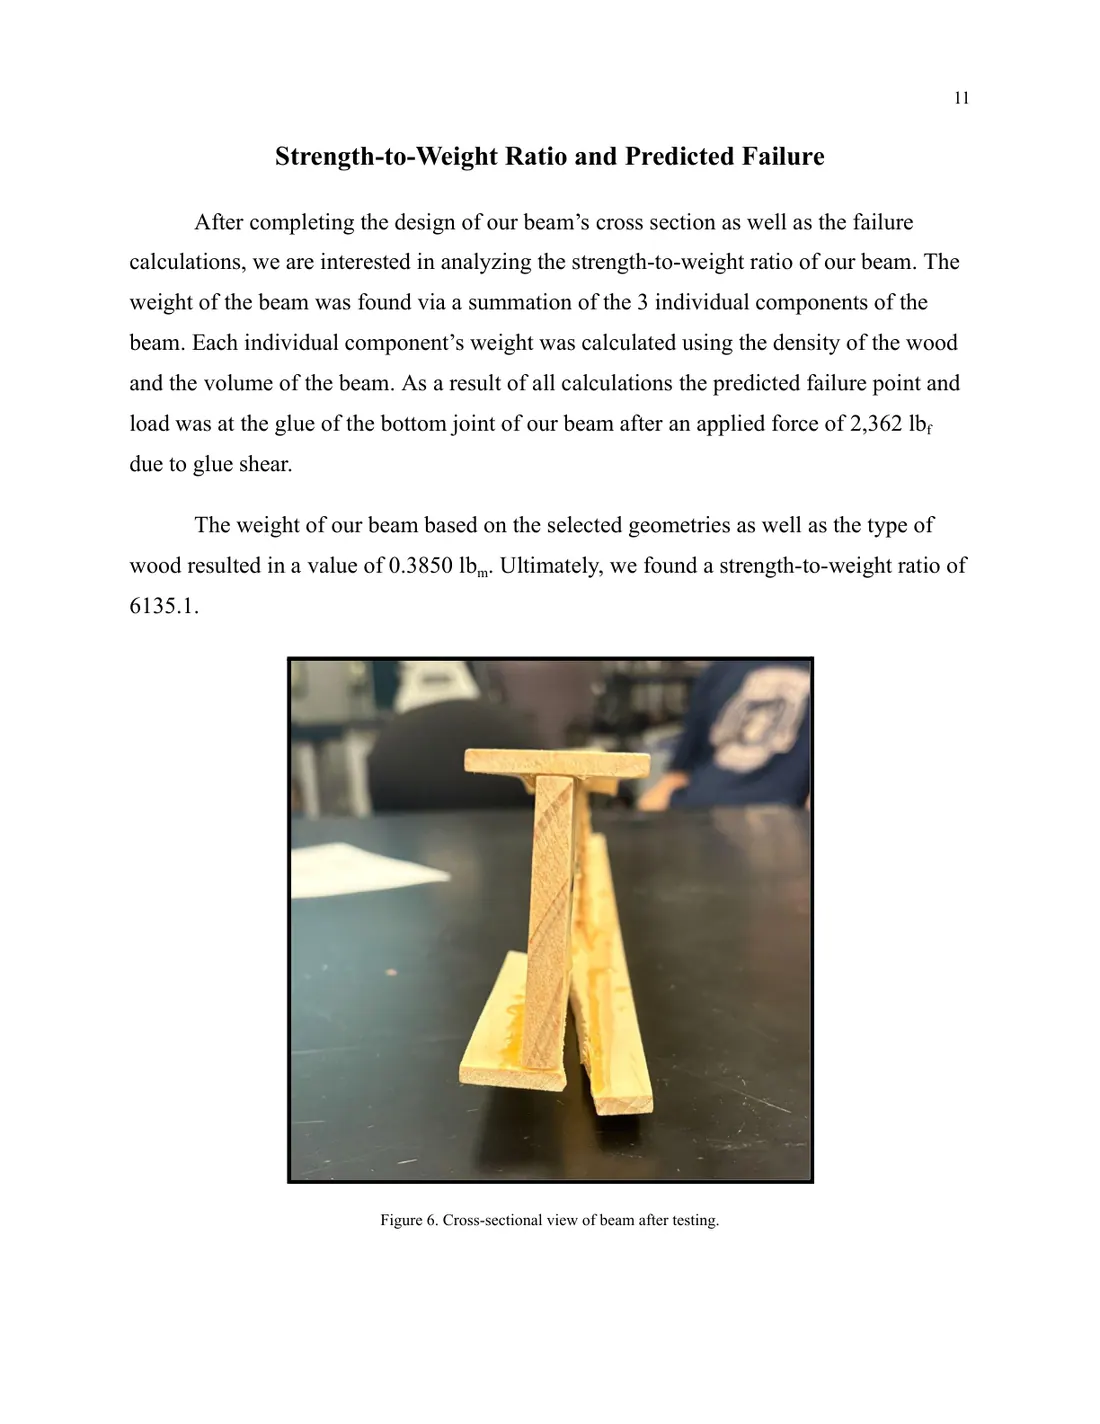 11
Strength-to-Weight Ratio and Predicted Failure
After completing the design of our beam’s cross section as well as the failure
calculations, we are interested in analyzing the strength-to-weight ratio of our beam. The
weight of the beam was found via a summation of the 3 individual components of the
beam. Each individual component’s weight was calculated using the density of the wood
and the volume of the beam. As a result of all calculations the predicted failure point and
load was at the glue of the bottom joint of our beam after an applied force of 2,362 lbf
due to glue shear.
The weight of our beam based on the selected geometries as well as the type of
wood resulted in a value of 0.3850 lbm. Ultimately, we found a strength-to-weight ratio of
6135.1.
Figure 6. Cross-sectional view of beam after testing.